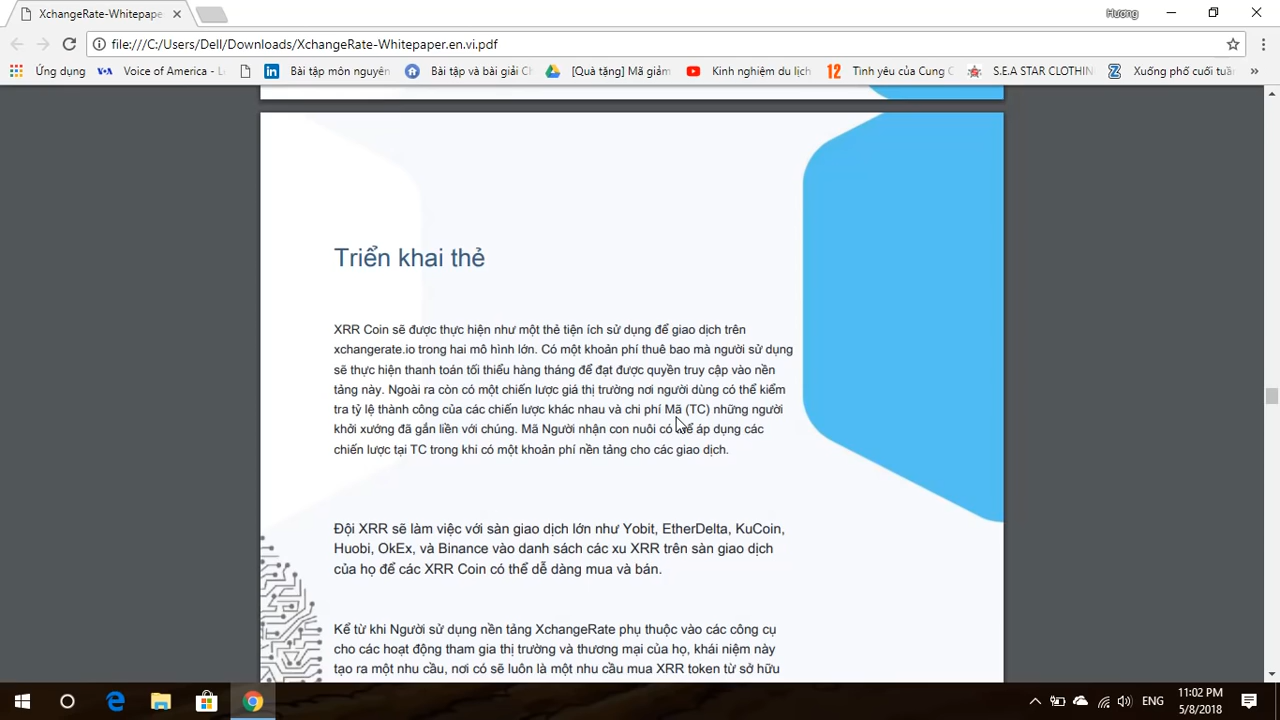 XchangeRate-Whitepape
Hương
file:///C:/Users/Dell/Downloads/XchangeRate-Whitepaper.en.vi.pdf
Ứng dụng
VOA
Voice of America - L
in
Bài tập môn nguyên
Bài tập và bài giải C
[Quà tặng] Mã giảm
Kinh nghiệm du lịch
12
Tình yêu của Cung
S.E.A STAR CLOTHIN
Z
Xuống phố cuối tuần
»
Triển khai thẻ
XRR Coin sẽ được thực hiện như một thẻ tiện ích sử dụng để giao dịch trên
xchangerate.io trong hai mô hình lớn. Có một khoản phí thuê bao mà người sử dụng
sẽ thực hiện thanh toán tối thiểu hàng tháng để đạt được quyền truy cập vào nền
tảng này. Ngoài ra còn có một chiến lược giá thị trường nơi người dùng có thể kiểm
tra tỷ lệ thành công của các chiến lược khác nhau và chi phí Mã (TC) những người
khởi xướng đã gắn liền với chúng. Mã Người nhận con nuôi có thể áp dụng các
chiến lược tại TC trong khi có một khoản phí nền tảng cho các giao dịch.
Đội XRR sẽ làm việc với sàn giao dịch lớn như Yobit, EtherDelta, KuCoin,
Huobi, OkEx, và Binance vào danh sách các xu XRR trên sàn giao dịch
của họ để các XRR Coin có thể dễ dàng mua và bán.
Kể từ khi Người sử dụng nền tảng XchangeRate phụ thuộc vào các công cụ
cho các hoạt động tham gia thị trường và thương mại của họ, khái niệm này
tạo ra một nhu cầu, nơi có sẽ luôn là một nhu cầu mua XRR token từ sở hữu
ENG
11:02 PM
5/8/2018